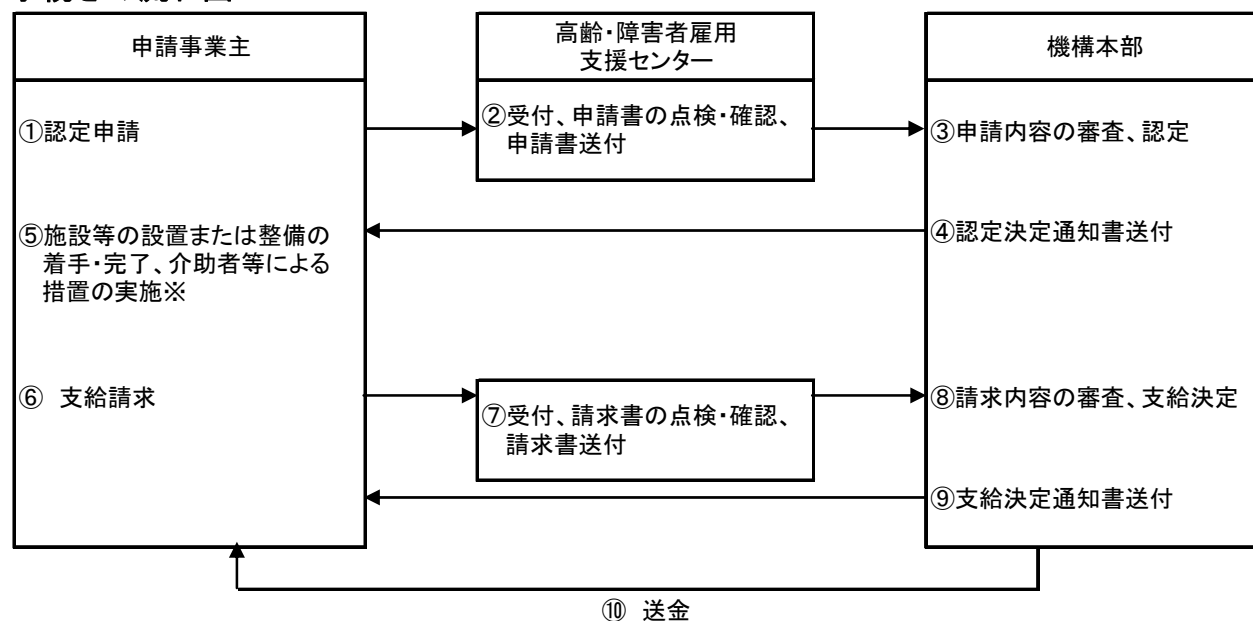 申請事業主
高齢・障害者雇用
支援センター
機構本部
①認定申請
②受付、申請書の点検・確認、
申請書送付
③申請内容の審査、認定
④認定決定通知書送付
⑤施設等の設置または整備の
着手・完了、介助者等による
措置の実施※
⑥ 支給請求
⑦受付、請求書の点検・確認、
請求書送付
⑧請求内容の審査、支給決定
⑨支給決定通知書送付
⑩ 送金